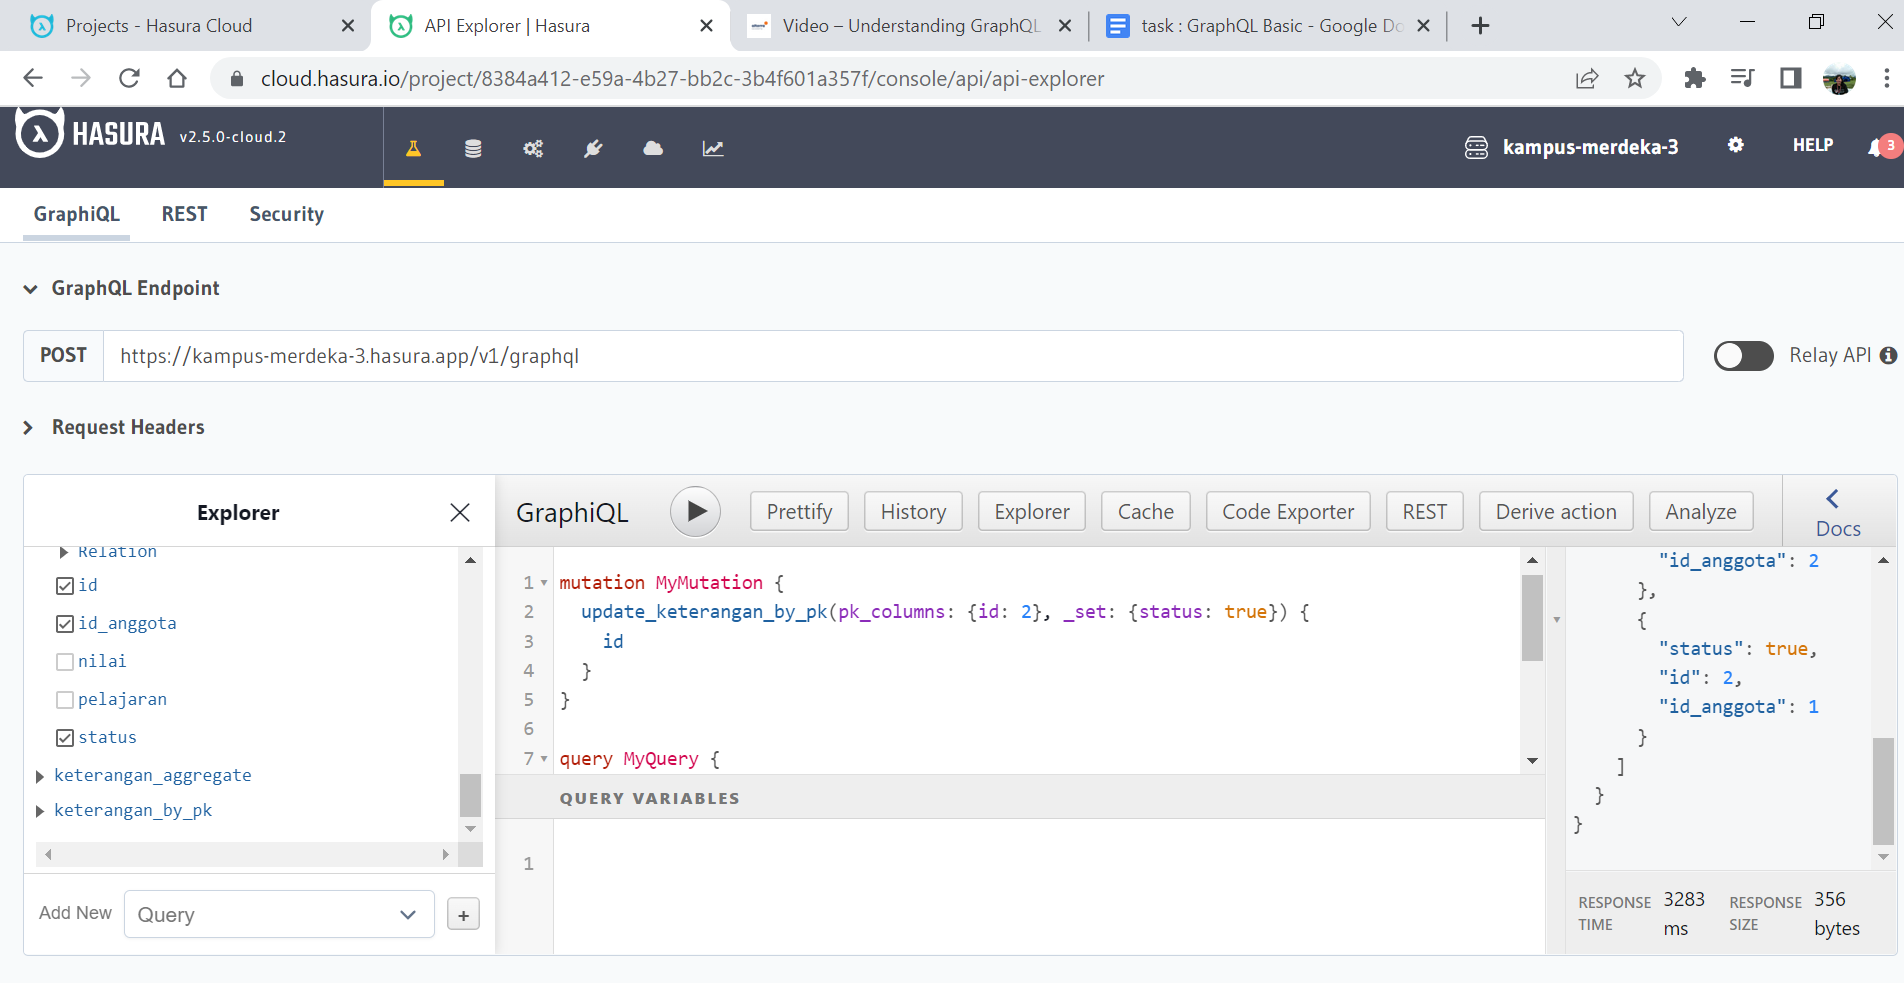 Projects - Hasura Cloud
API Explorer | Hasura
Video – Understanding GraphQL
task : GraphQL Basic - Google Do
cloud.hasura.io/project/8384a412-e59a-4b27-bb2c-3b4f601a357f/console/api/api-explorer
HASURA v2.5.0-cloud.2
kampus-merdeka-3
HELP
3
GraphiQL REST Security
GraphQL Endpoint
POST https://kampus-merdeka-3.hasura.app/v1/graphql
Relay API
Request Headers
Explorer
GraphiQL
Prettify History Explorer Cache Code Exporter REST Derive action Analyze
Docs
Relation
id
id_anggota
nilai
pelajaran
status
keterangan_aggregate
keterangan_by_pk
Add New Query +
1 mutation MyMutation {
2 update_keterangan_by_pk(pk_columns: {id: 2}, _set: {status: true}) {
3 id
4 }
5 }
6
7 query MyQuery {
QUERY VARIABLES
1
"id_anggota": 2
},
{
"status": true,
"id": 2,
"id_anggota": 1
}
]
}
}
RESPONSE TIME 3283 ms
RESPONSE SIZE 356 bytes